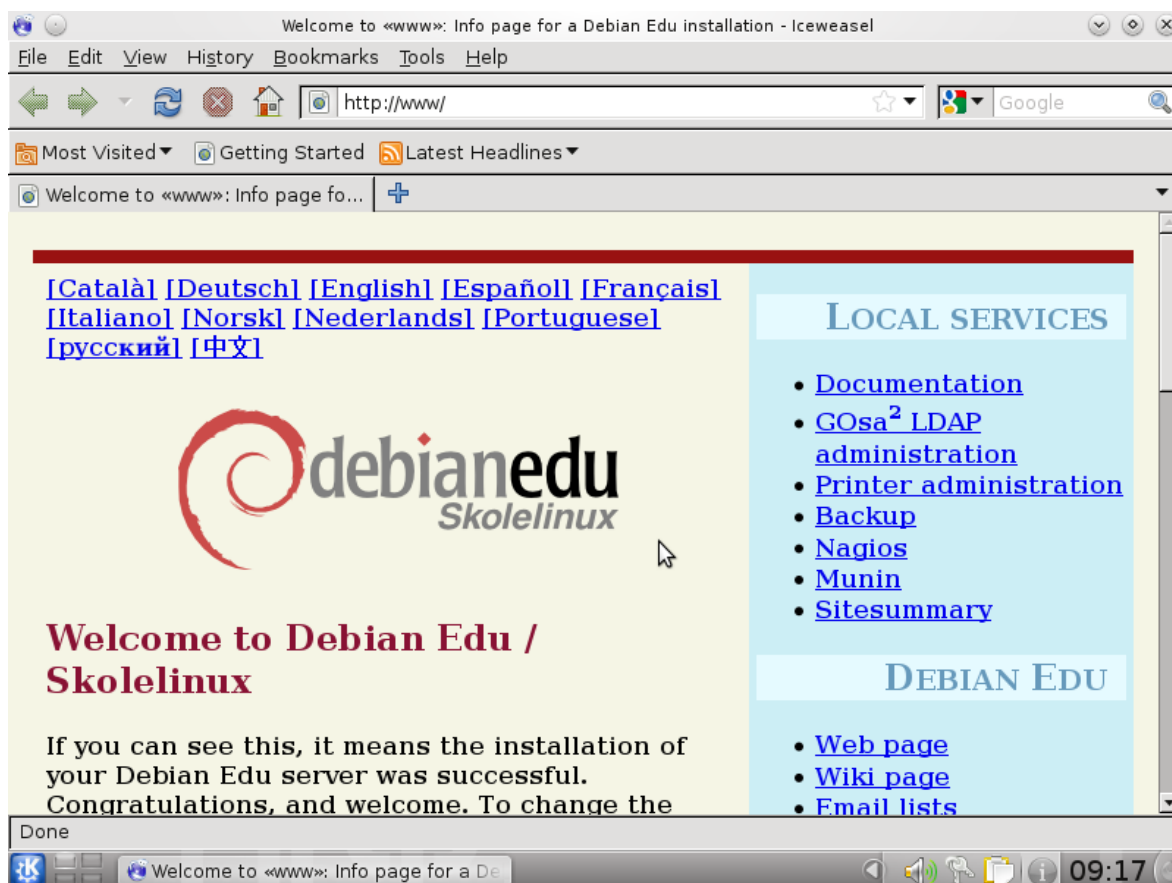 Welcome to «www»: Info page for a Debian Edu installation - Iceweasel
File Edit View History Bookmarks Tools Help
http://www/
Google
Most Visited Getting Started Latest Headlines
Welcome to «www»: Info page fo...
[Català] [Deutsch] [English] [Español] [Français]
[Italiano] [Norsk] [Nederlands] [Portuguese]
[русский] [中文]
debianedu
Skolelinux
Welcome to Debian Edu /
Skolelinux
If you can see this, it means the installation of
your Debian Edu server was successful.
Congratulations, and welcome. To change the
LOCAL SERVICES
Documentation
GOsa² LDAP
administration
Printer administration
Backup
Nagios
Munin
Sitesummary
DEBIAN EDU
Web page
Wiki page
Email lists
Done
Welcome to «www»: Info page for a De
09:17